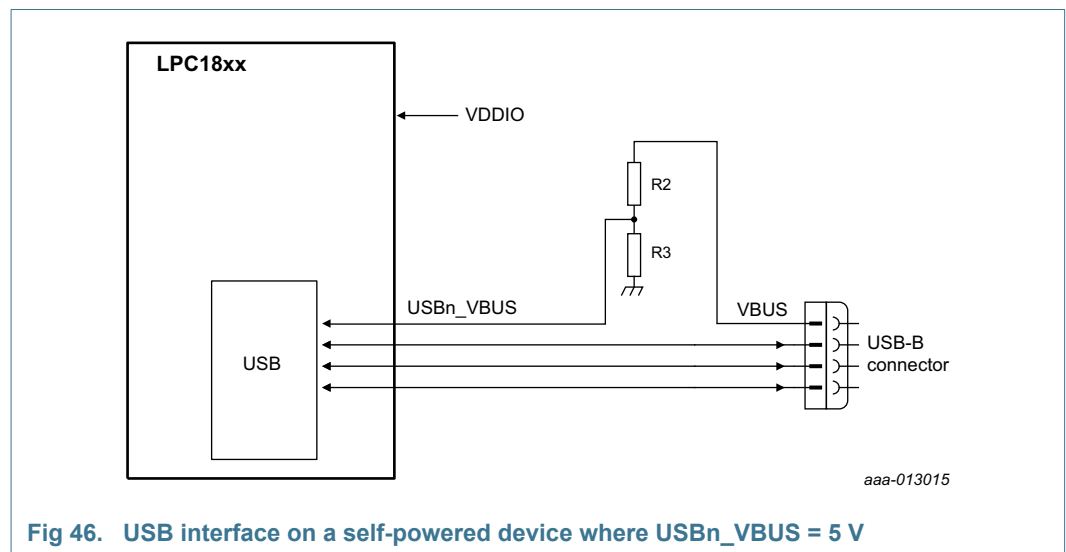 LPC18xx
VDDIO
R2
R3
USBn_VBUS
VBUS
USB
USB-B
connector
aaa-013015
Fig 46. USB interface on a self-powered device where USBn_VBUS = 5 V